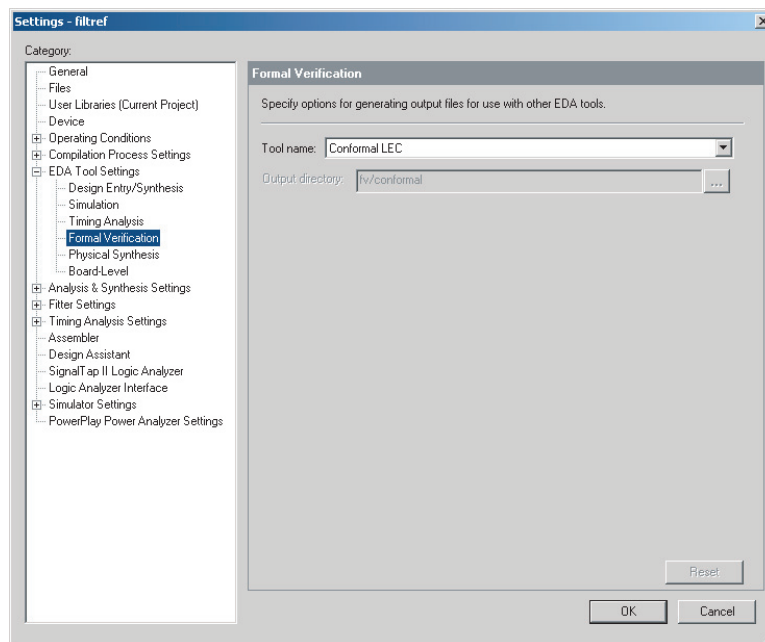 Settings - filtref
Category:
General
Files
User Libraries (Current Project)
Device
Operating Conditions
Compilation Process Settings
EDA Tool Settings
Design Entry/Synthesis
Simulation
Timing Analysis
Formal Verification
Physical Synthesis
Board-Level
Analysis & Synthesis Settings
Fitter Settings
Timing Analysis Settings
Assembler
Design Assistant
SignalTap II Logic Analyzer
Logic Analyzer Interface
Simulator Settings
PowerPlay Power Analyzer Settings
Formal Verification
Specify options for generating output files for use with other EDA tools.
Tool name: Conformal LEC
Output directory: fv/conformal ...
Reset
OK Cancel